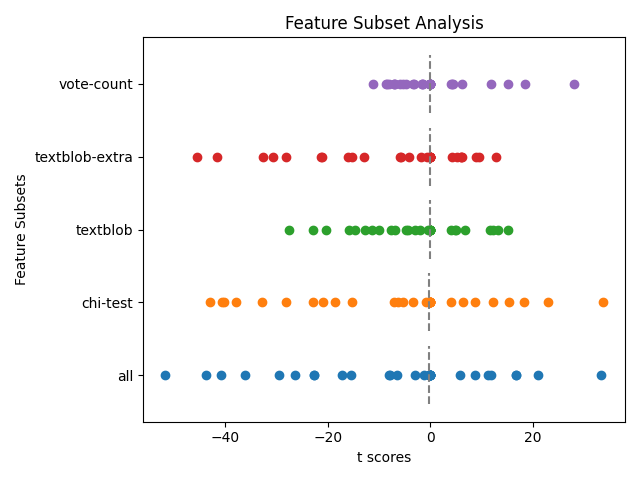 Feature Subset Analysis
Feature Subsets
vote-count
textblob-extra
textblob
chi-test
all
−40
−20
0
20
t scores